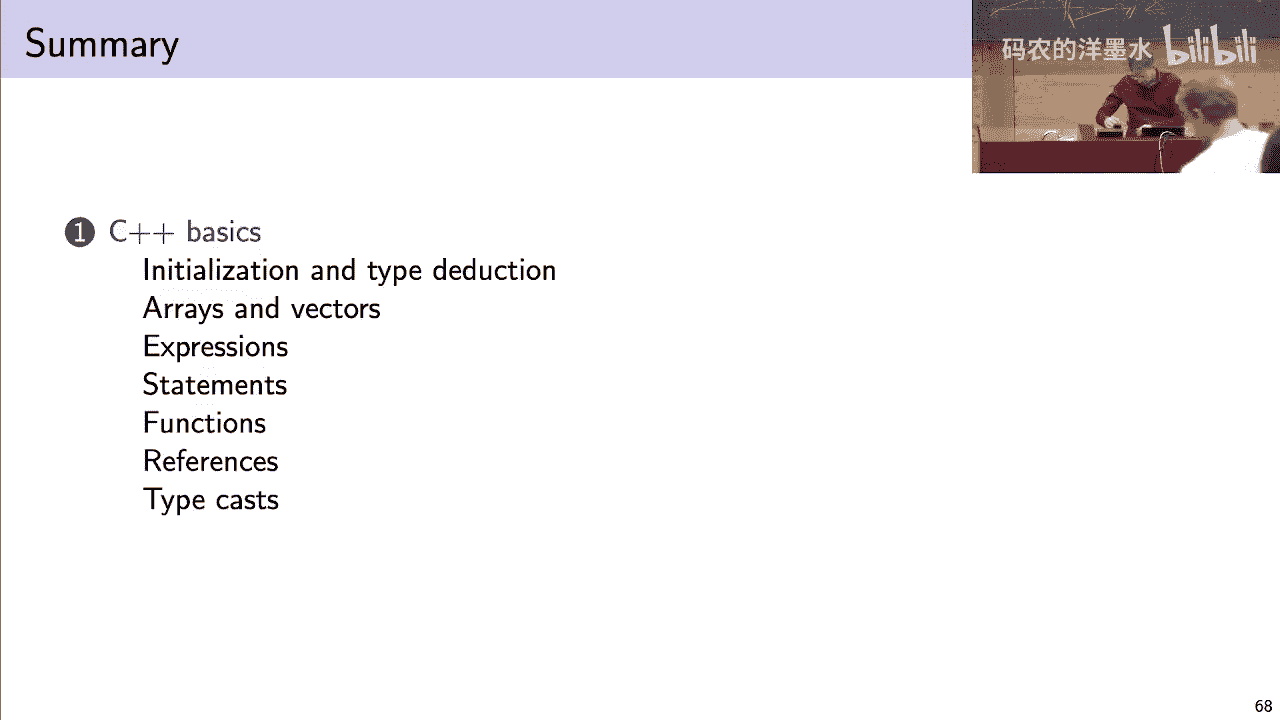 Summary
码农的洋墨水 bilibili
1 C++ basics
Initialization and type deduction
Arrays and vectors
Expressions
Statements
Functions
References
Type casts
68